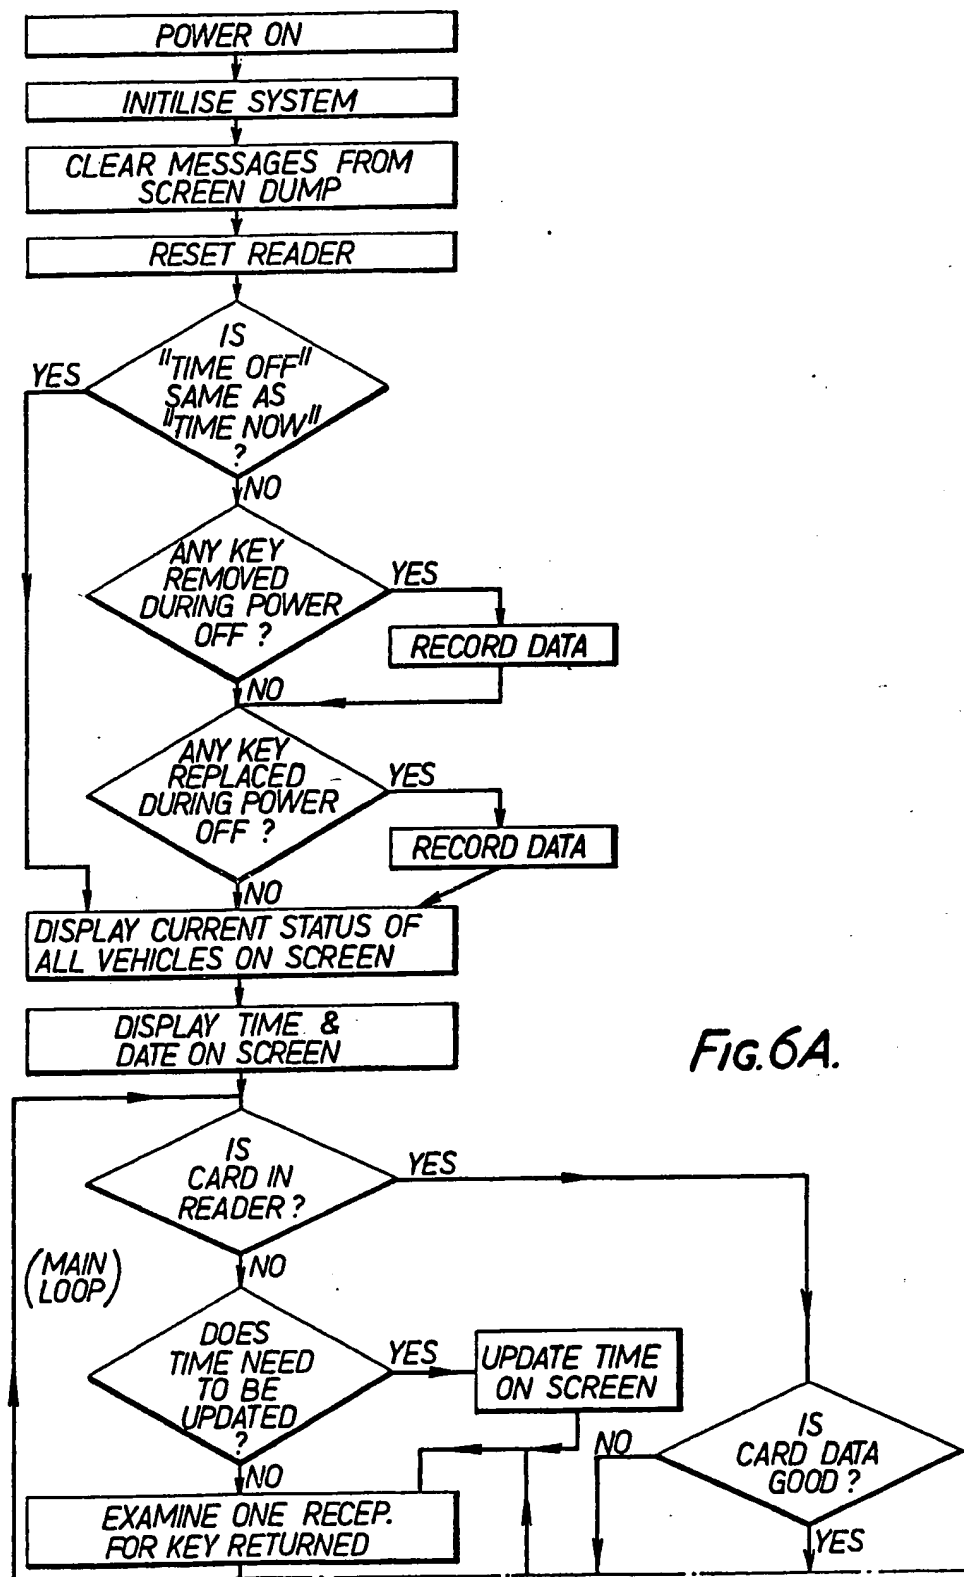 POWER ON
INITILISE SYSTEM
CLEAR MESSAGES FROM
SCREEN DUMP
RESET READER
IS
"TIME OFF"
SAME AS
"TIME NOW"
?
YES
NO
ANY KEY
REMOVED
DURING POWER
OFF ?
YES
RECORD DATA
NO
ANY KEY
REPLACED
DURING POWER
OFF ?
YES
RECORD DATA
NO
DISPLAY CURRENT STATUS OF
ALL VEHICLES ON SCREEN
DISPLAY TIME &
DATE ON SCREEN
FIG.6A.
IS
CARD IN
READER ?
YES
NO
(MAIN
LOOP)
DOES
TIME NEED
TO BE
UPDATED
?
YES
UPDATE TIME
ON SCREEN
NO
IS
CARD DATA
GOOD ?
NO
YES
EXAMINE ONE RECEP.
FOR KEY RETURNED